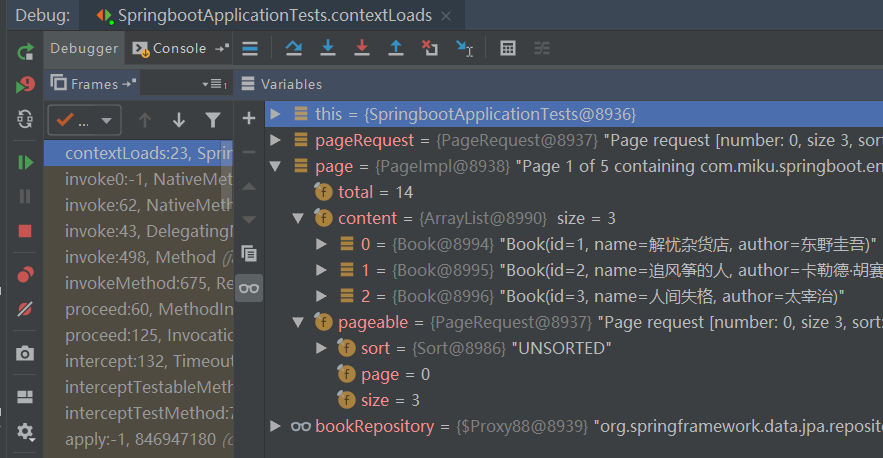 Debug: SpringbootApplicationTests.contextLoads
Debugger Console
Frames 1 Variables
...
this = {SpringbootApplicationTests@8936}
pageRequest = {PageRequest@8937} "Page request [number: 0, size 3, sort
page = {PageImpl@8938} "Page 1 of 5 containing com.miku.springboot.en
total = 14
content = {ArrayList@8990} size = 3
0 = {Book@8994} "Book(id=1, name=解忧杂货店, author=东野圭吾)"
1 = {Book@8995} "Book(id=2, name=追风筝的人, author=卡勒德·胡赛
2 = {Book@8996} "Book(id=3, name=人间失格, author=太宰治)"
pageable = {PageRequest@8937} "Page request [number: 0, size 3, sort:
sort = {Sort@8986} "UNSORTED"
page = 0
size = 3
bookRepository = {$Proxy88@8939} "org.springframework.data.jpa.reposit
contextLoads:23, Sprin
invoke0:-1, NativeMet
invoke:62, NativeMeth
invoke:43, DelegatingM
invoke:498, Method
invokeMethod:675, Re
proceed:60, MethodIn
proceed:125, Invocatio
intercept:132, Timeout
interceptTestableMeth
interceptTestMethod:7
apply:-1, 846947180